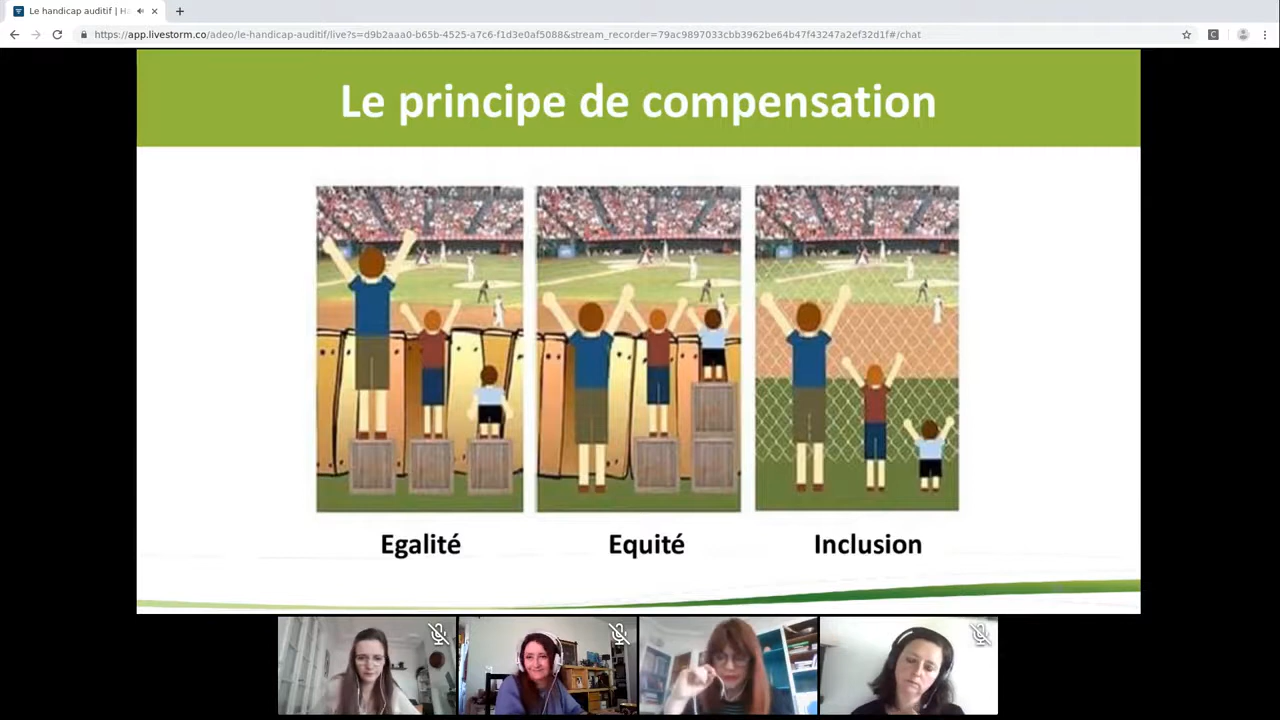 Le handicap auditif | Ha
https://app.livestorm.co/adeo/le-handicap-auditif/live?s=d9b2aaa0-b65b-4525-a7c6-f1d3e0af5088&stream_recorder=79ac9897033cbb3962be64b47f43247a2ef32d1f#/chat
Le principe de compensation
Egalité
Equité
Inclusion